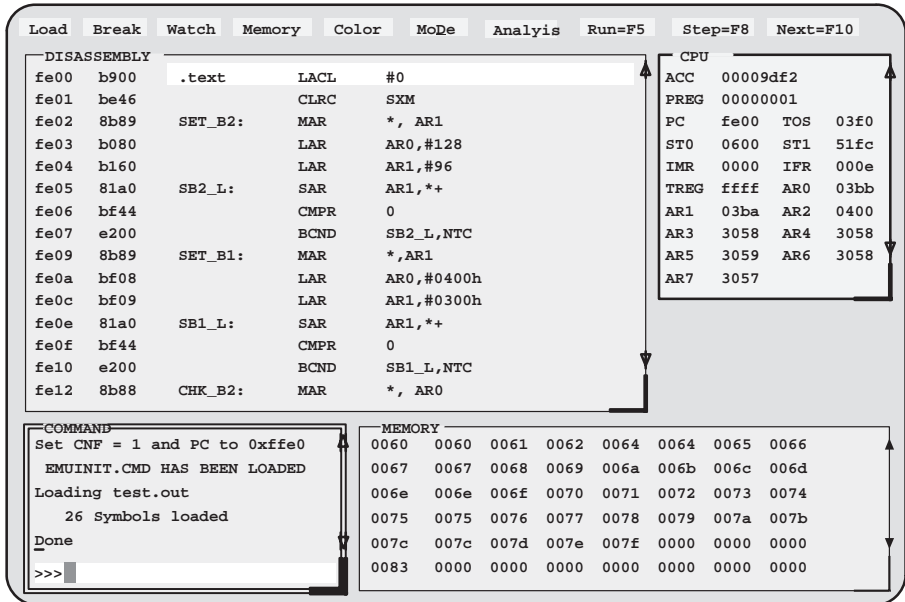 Load Break Watch Memory Color MoDe Analyis Run=F5 Step=F8 Next=F10
DISASSEMBLY
fe00 b900 .text LACL #0
fe01 be46 CLRC SXM
fe02 8b89 SET_B2: MAR *, AR1
fe03 b080 LAR AR0,#128
fe04 b160 LAR AR1,#96
fe05 81a0 SB2_L: SAR AR1,*+
fe06 bf44 CMPR 0
fe07 e200 BCND SB2_L,NTC
fe09 8b89 SET_B1: MAR *,AR1
fe0a bf08 LAR AR0,#0400h
fe0c bf09 LAR AR1,#0300h
fe0e 81a0 SB1_L: SAR AR1,*+
fe0f bf44 CMPR 0
fe10 e200 BCND SB1_L,NTC
fe12 8b88 CHK_B2: MAR *, AR0
CPU
ACC 00009df2
PREG 00000001
PC fe00 TOS 03f0
ST0 0600 ST1 51fc
IMR 0000 IFR 000e
TREG ffff AR0 03bb
AR1 03ba AR2 0400
AR3 3058 AR4 3058
AR5 3059 AR6 3058
AR7 3057
COMMAND
Set CNF = 1 and PC to 0xffe0
EMUINIT.CMD HAS BEEN LOADED
Loading test.out
26 Symbols loaded
Done
>>>
MEMORY
0060 0060 0061 0062 0064 0064 0065 0066
0067 0067 0068 0069 006a 006b 006c 006d
006e 006e 006f 0070 0071 0072 0073 0074
0075 0075 0076 0077 0078 0079 007a 007b
007c 007c 007d 007e 007f 0000 0000 0000
0083 0000 0000 0000 0000 0000 0000 0000